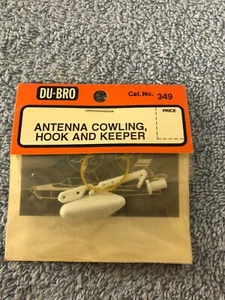 DU-BRO
Cat. No. 349
PRICE
ANTENNA COWLING,
HOOK AND KEEPER